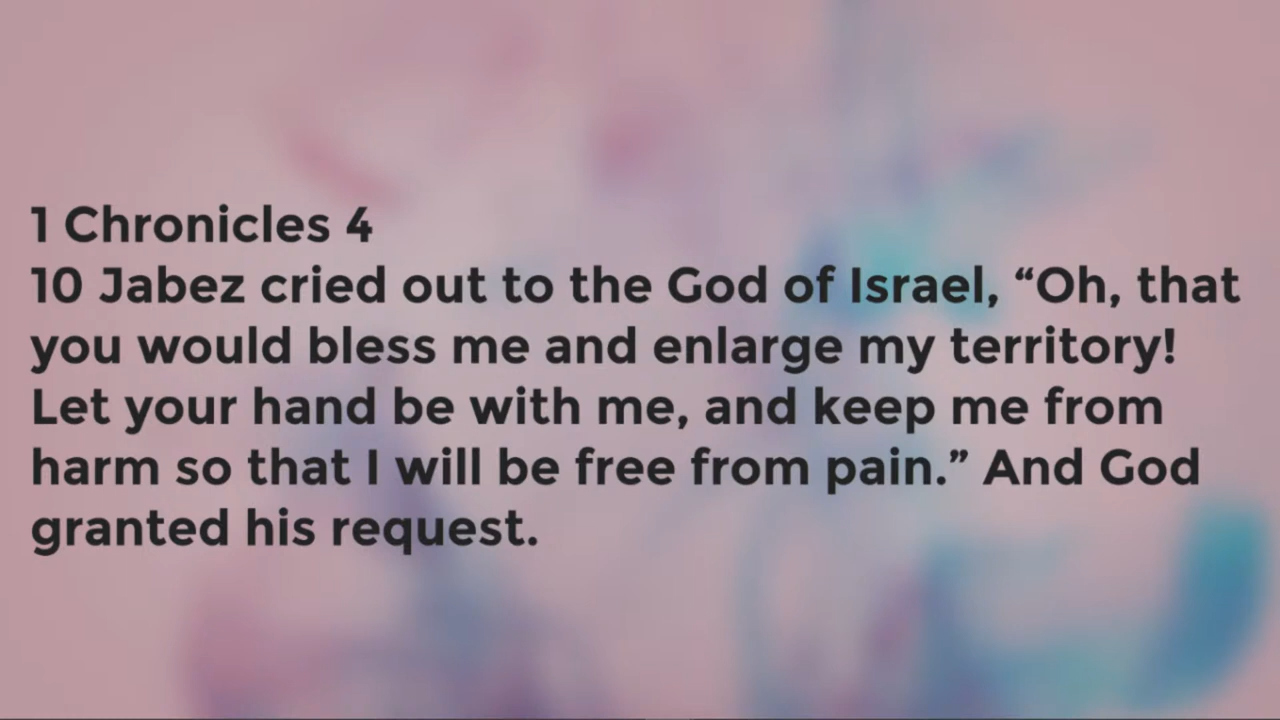 1 Chronicles 4
10 Jabez cried out to the God of Israel, “Oh, that
you would bless me and enlarge my territory!
Let your hand be with me, and keep me from
harm so that I will be free from pain.” And God
granted his request.